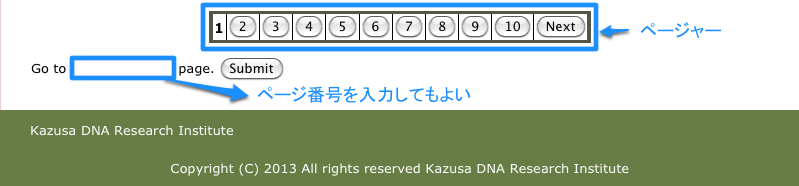 1 2 3 4 5 6 7 8 9 10 Next
ページャー
Go to page. Submit
ページ番号を入力してもよい
Kazusa DNA Research Institute
Copyright (C) 2013 All rights reserved Kazusa DNA Research Institute